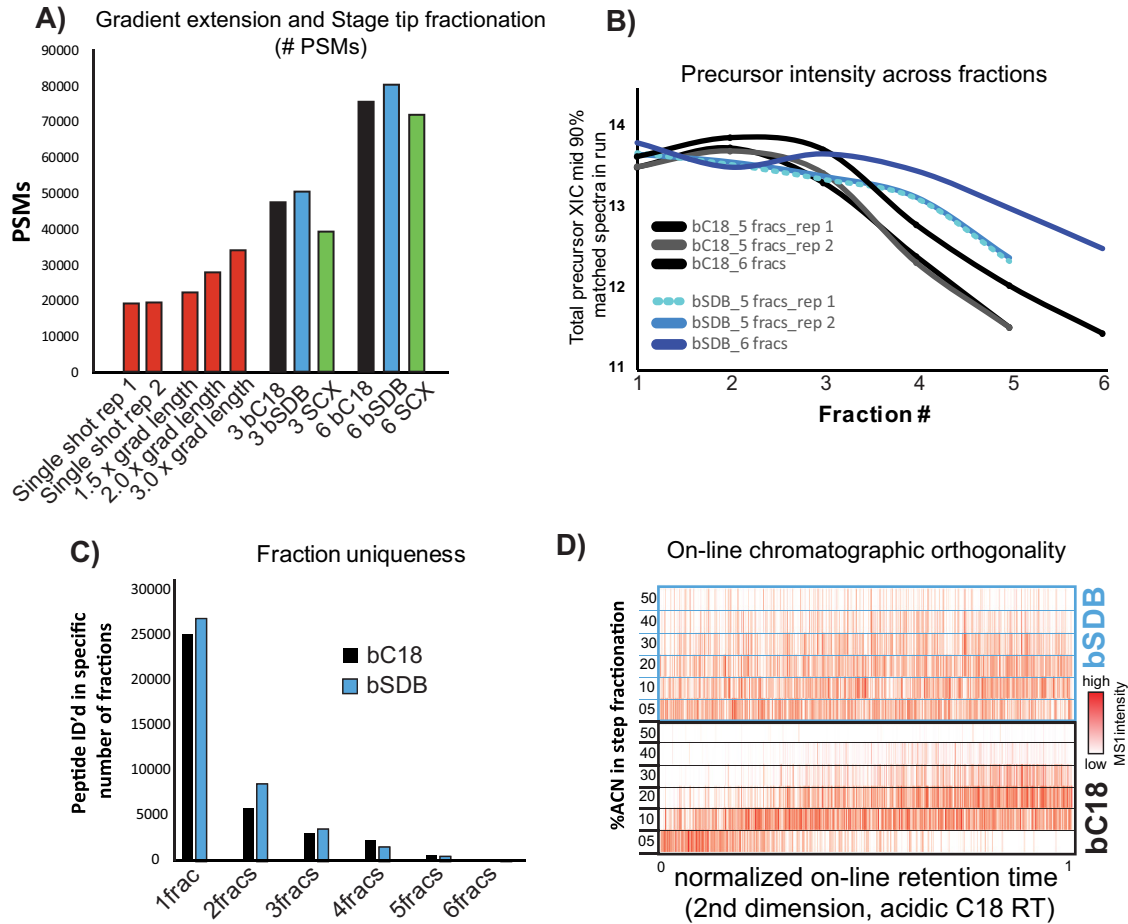 A)
Gradient extension and Stage tip fractionation
(# PSMs)
PSMs
90000
80000
70000
60000
50000
40000
30000
20000
10000
0
Single shot rep 1
Single shot rep 2
1.5 x grad length
2.0 x grad length
3.0 x grad length
3 bC18
3 bSDB
3 SCX
6 bC18
6 bSDB
6 SCX
B)
Precursor intensity across fractions
Total precursor XIC mid 90%
matched spectra in run
14
13
12
11
bC18_5 fracs_rep 1
bC18_5 fracs_rep 2
bC18_6 fracs
bSDB_5 fracs_rep 1
bSDB_5 fracs_rep 2
bSDB_6 fracs
1 2 3 4 5 6
Fraction #
C)
Fraction uniqueness
Peptide ID'd in specific
number of fractions
30000
25000
20000
15000
10000
5000
0
bC18
bSDB
1frac
2fracs
3fracs
4fracs
5fracs
6fracs
D)
On-line chromatographic orthogonality
%ACN in step fractionation
50
40
30
20
10
05
50
40
30
20
10
05
bSDB
bC18
high
low
MS1intensity
0 1
normalized on-line retention time
(2nd dimension, acidic C18 RT)